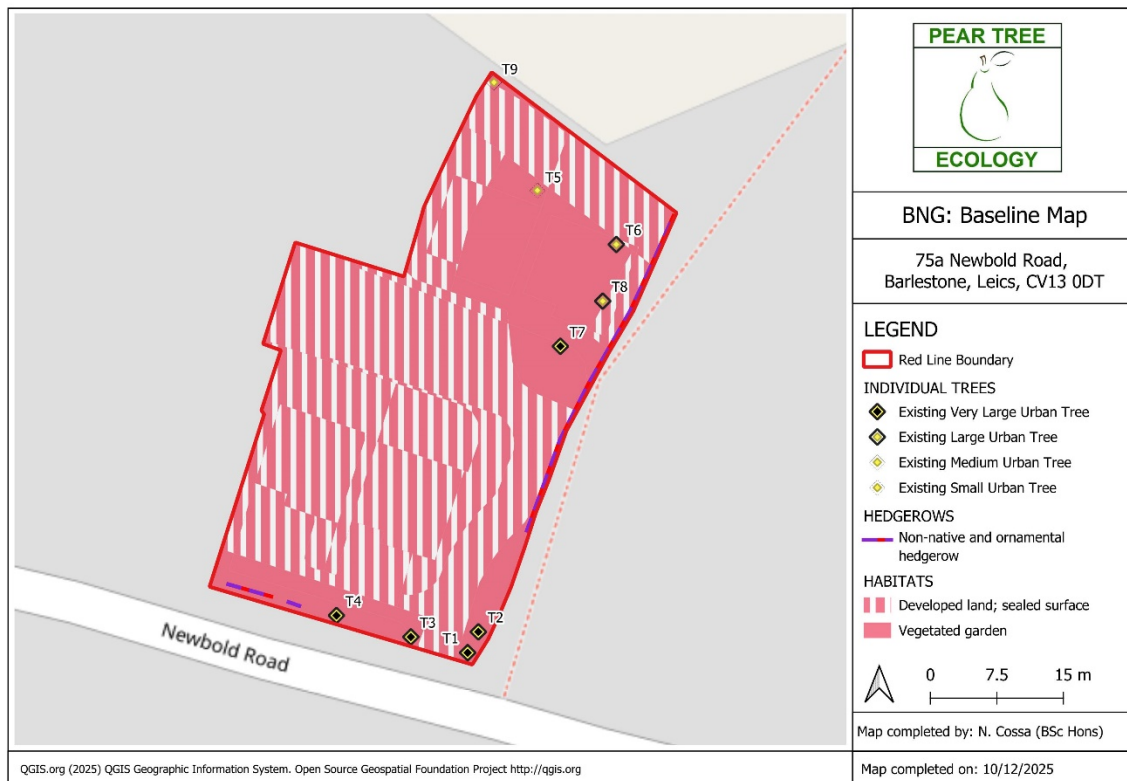 T9
T5
T6
T8
T7
T4
T3
T1
T2
Newbold Road
PEAR TREE
ECOLOGY
BNG: Baseline Map
75a Newbold Road,
Barlestone, Leics, CV13 0DT
LEGEND
Red Line Boundary
INDIVIDUAL TREES
Existing Very Large Urban Tree
Existing Large Urban Tree
Existing Medium Urban Tree
Existing Small Urban Tree
HEDGEROWS
Non-native and ornamental
hedgerow
HABITATS
Developed land; sealed surface
Vegetated garden
0 7.5 15 m
Map completed by: N. Cossa (BSc Hons)
QGIS.org (2025) QGIS Geographic Information System. Open Source Geospatial Foundation Project http://qgis.org
Map completed on: 10/12/2025